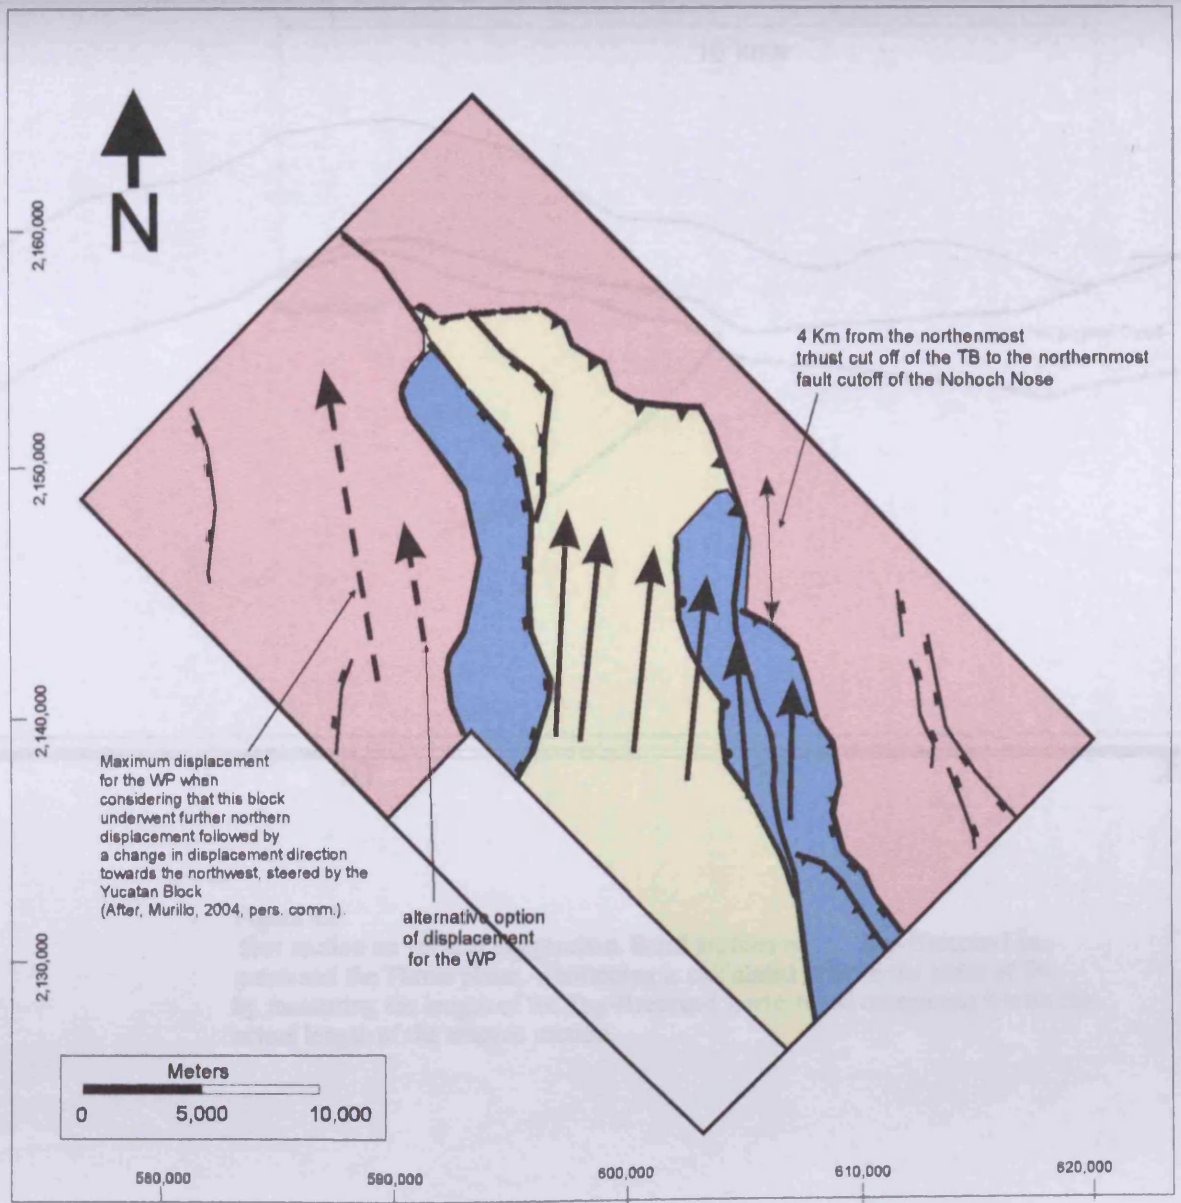 N
2,160,000
2,150,000
2,140,000
2,130,000
4 Km from the northenmost
trhust cut off of the TB to the northernmost
fault cutoff of the Nohoch Nose
Maximum displacement
for the WP when
considering that this block
underwent further northern
displacement followed by
a change in displacement direction
towards the northwest, steered by the
Yucatan Block
(After, Murillo, 2004, pers. comm.).
alternative option
of displacement
for the WP
Meters
0 5,000 10,000
580,000 590,000 600,000 610,000 620,000